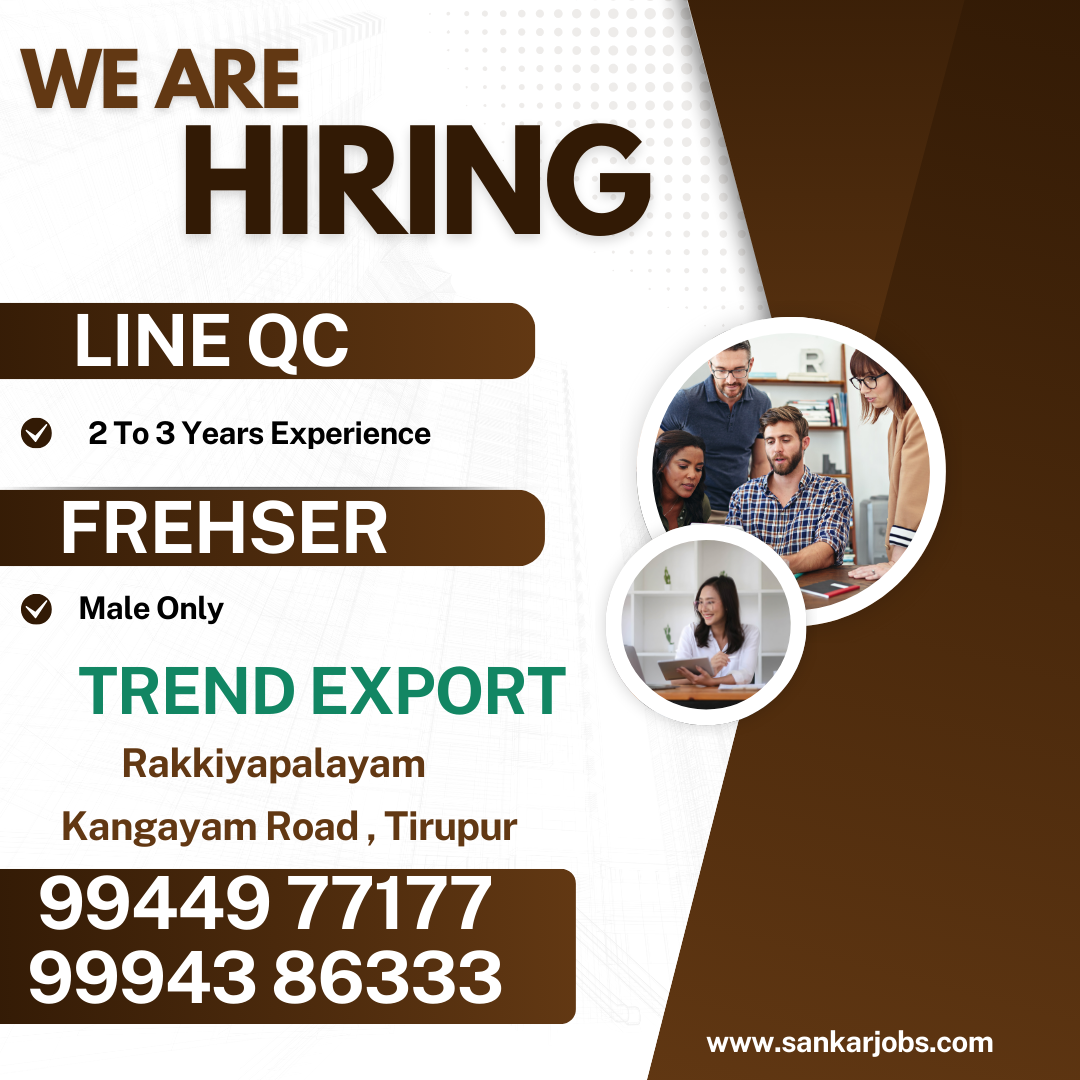 WE ARE
HIRING
LINE QC
2 To 3 Years Experience
FREHSER
Male Only
TREND EXPORT
Rakkiyapalayam
Kangayam Road , Tirupur
99449 77177
99943 86333
www.sankarjobs.com
R